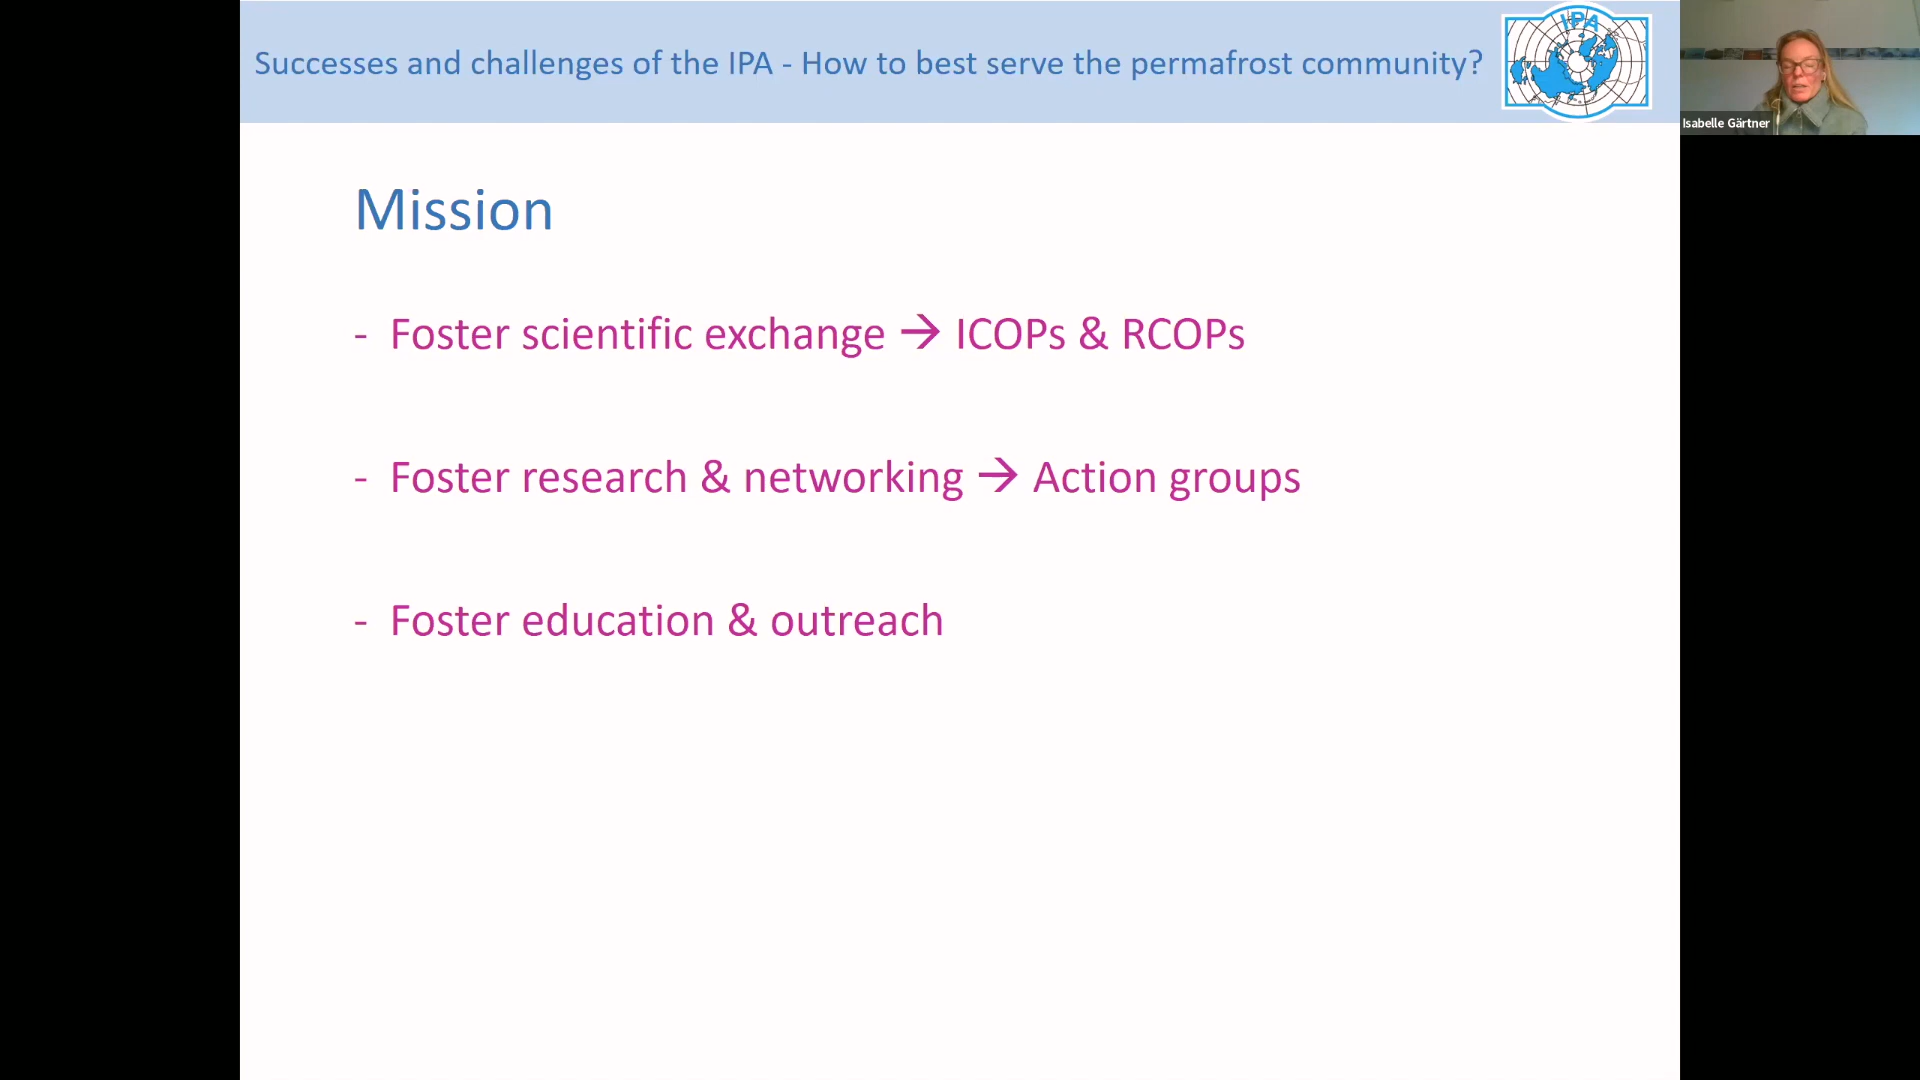 Successes and challenges of the IPA - How to best serve the permafrost community?
IPA
Isabelle Gärtner
Mission
- Foster scientific exchange → ICOPs & RCOPs
- Foster research & networking → Action groups
- Foster education & outreach